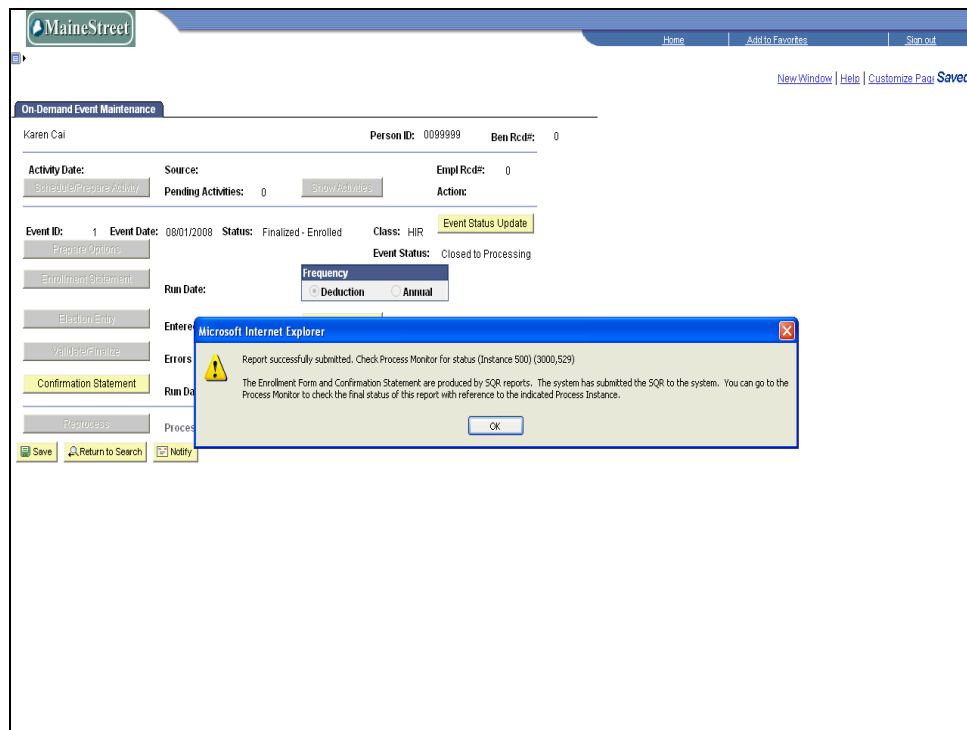 MaineStreet
Home Add to Favorites Sign out
New Window | Help | Customize Page Saved
On-Demand Event Maintenance
Karen Cai Person ID: 0099999 Ben Rcd#: 0
Activity Date: Source: Empl Rcd#: 0
Schedule/Prepare Activity Pending Activities: 0 Show Activities Action:
Event Status Update
Event ID: 1 Event Date: 08/01/2008 Status: Finalized - Enrolled Class: HIR
Prepare Options Event Status: Closed to Processing
Enrollment Statement Frequency
Run Date: Deduction Annual
Election Entry Entere
Microsoft Internet Explorer
Validate/Finalize Errors
Report successfully submitted. Check Process Monitor for status (Instance 500) (3000,529)
The Enrollment Form and Confirmation Statement are produced by SQR reports. The system has submitted the SQR to the system. You can go to the
Process Monitor to check the final status of this report with reference to the indicated Process Instance.
OK
Confirmation Statement Run Da
Reprocess Proces
Save Return to Search Notify